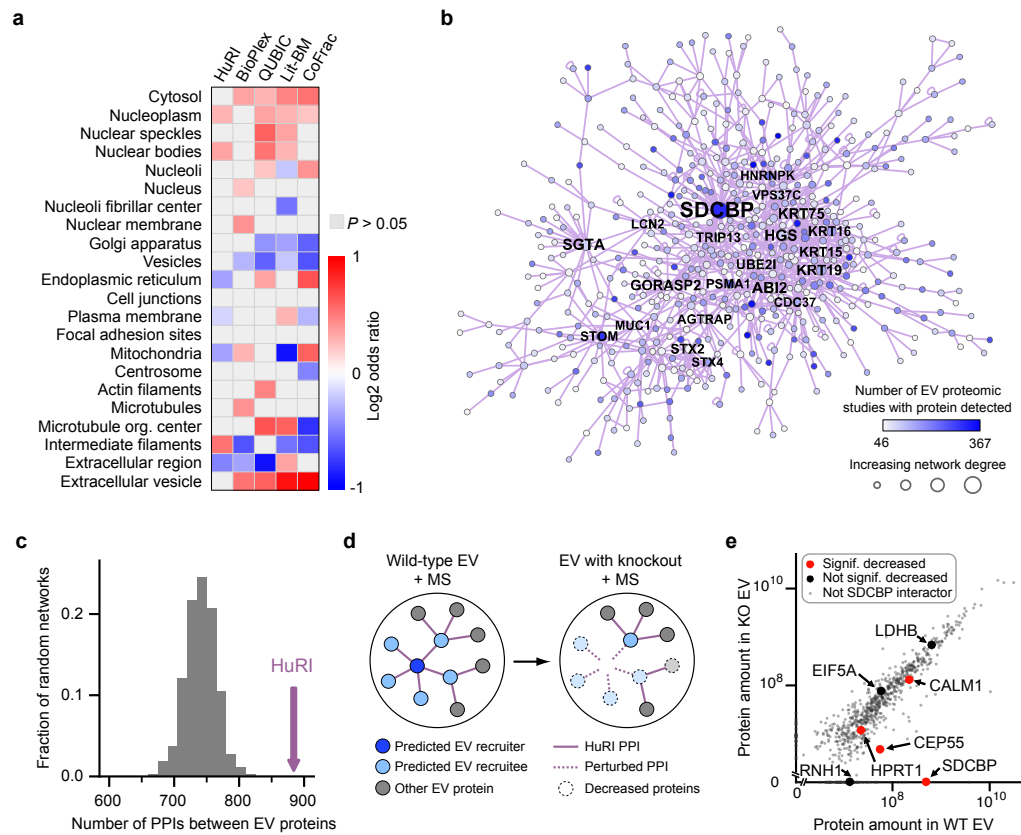 a
HuRI
BioPlex
QUBIC
Lit-BM
CoFrac
Cytosol
Nucleoplasm
Nuclear speckles
Nuclear bodies
Nucleoli
Nucleus
Nucleoli fibrillar center
Nuclear membrane
Golgi apparatus
Vesicles
Endoplasmic reticulum
Cell junctions
Plasma membrane
Focal adhesion sites
Mitochondria
Centrosome
Actin filaments
Microtubules
Microtubule org. center
Intermediate filaments
Extracellular region
Extracellular vesicle
P > 0.05
1
0
-1
Log2 odds ratio
b
HNRNPK
VPS37C
SDCBP
KRT75
LCN2
TRIP13
HGS
KRT16
SGTA
KRT15
UBE2I
KRT19
GORASP2
PSMA1
ABI2
CDC37
AGTRAP
MUC1
STOM
STX2
STX4
Number of EV proteomic
studies with protein detected
46
367
Increasing network degree
c
Fraction of random networks
0.2
0.1
0.0
HuRI
600
700
800
900
Number of PPIs between EV proteins
d
Wild-type EV
+ MS
EV with knockout
+ MS
Predicted EV recruiter
Predicted EV recruitee
Other EV protein
HuRI PPI
Perturbed PPI
Decreased proteins
e
Signif. decreased
Not signif. decreased
Not SDCBP interactor
Protein amount in KO EV
10^10
10^8
0
LDHB
EIF5A
CALM1
CEP55
RNH1
HPRT1
SDCBP
0
10^8
10^10
Protein amount in WT EV